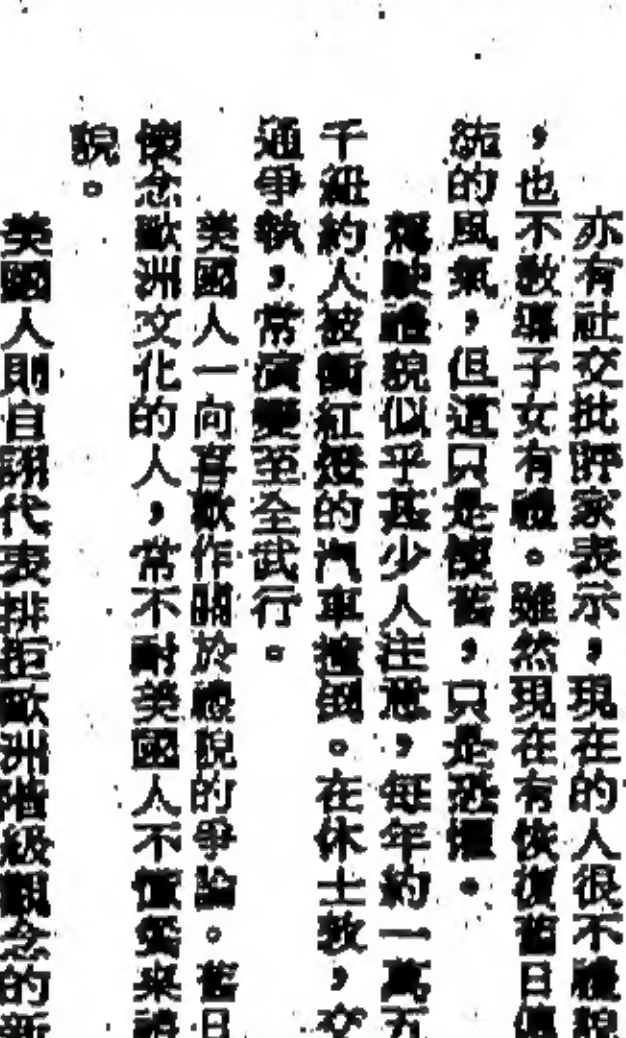 亦有社交批評家表示，現在的人很不禮貌
，也不教導子女有禮。雖然現在有恢復舊日傳
統的風氣，但這只是懷舊，只是恐懼。
駕駛禮貌似乎甚少人注意，每年約一萬五
千紐約人被衝紅燈的汽車撞倒。在休士敦，交
通爭執，常演變至全武行。
美國人一向喜歡作關於禮貌的爭論。舊日
懷念歐洲文化的人，常不耐美國人不懂舊來禮
貌。
美國人則自詡代表排拒歐洲階級觀念的新